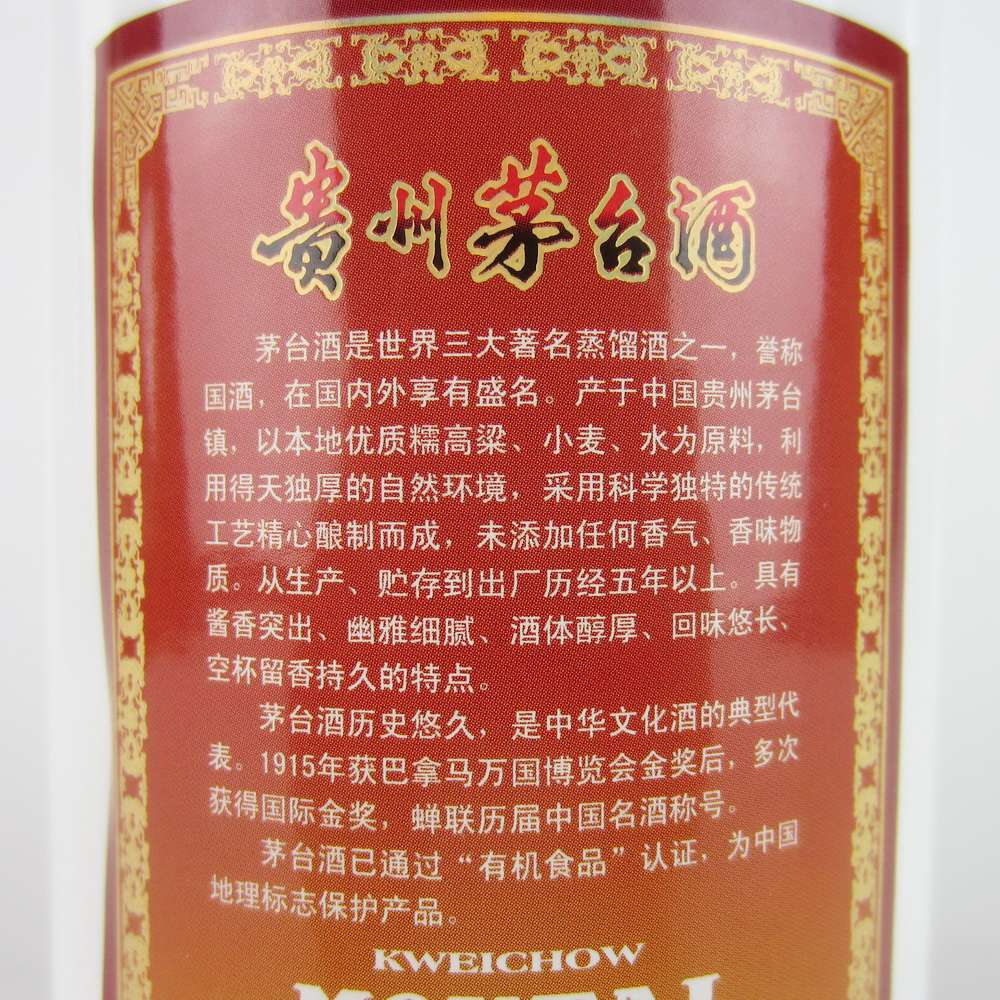 贵州茅台酒
茅台酒是世界三大著名蒸馏酒之一，誉称
国酒，在国内外享有盛名。产于中国贵州茅台
镇，以本地优质糯高粱、小麦、水为原料，利
用得天独厚的自然环境，采用科学独特的传统
工艺精心酿制而成，未添加任何香气、香味物
质。从生产、贮存到出厂历经五年以上。具有
酱香突出、幽雅细腻、酒体醇厚、回味悠长、
空杯留香持久的特点。
茅台酒历史悠久，是中华文化酒的典型代
表。1915年获巴拿马万国博览会金奖后，多次
获得国际金奖，蝉联历届中国名酒称号。
茅台酒已通过“有机食品”认证，为中国
地理标志保护产品。
KWEICHOW
MOUTAI